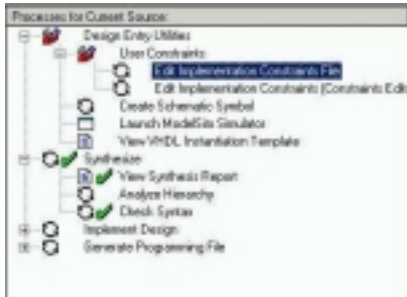 Processes for Current Source:
Design Entry Utilities
User Constraints
Edit Implementation Constraints File
Edit Implementation Constraints (Constraints Edit
Create Schematic Symbol
Launch ModelSim Simulator
View VHDL Instantiation Template
Synthesize
View Synthesis Report
Analyze Hierarchy
Check Syntax
Implement Design
Generate Programming File